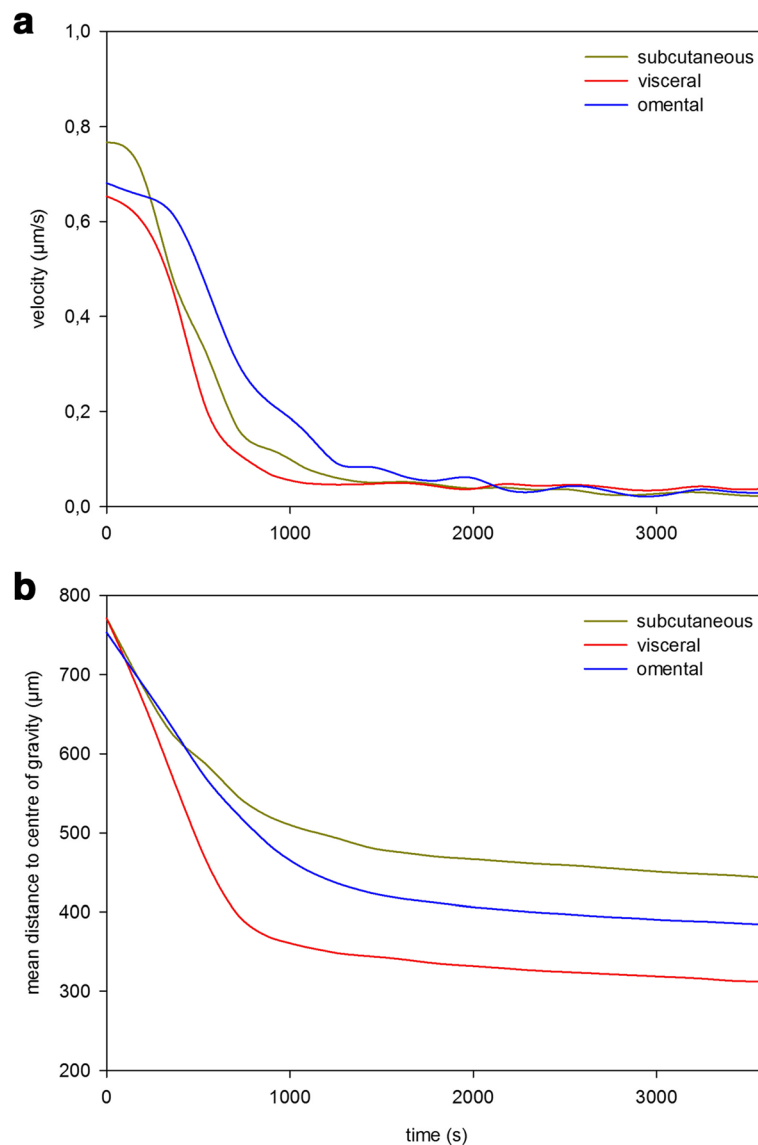 a
1,0
0,8
0,6
0,4
0,2
0,0
velocity (µm/s)
subcutaneous
visceral
omental
0
1000
2000
3000
b
800
700
600
500
400
300
200
mean distance to centre of gravity (µm)
subcutaneous
visceral
omental
0
1000
2000
3000
time (s)